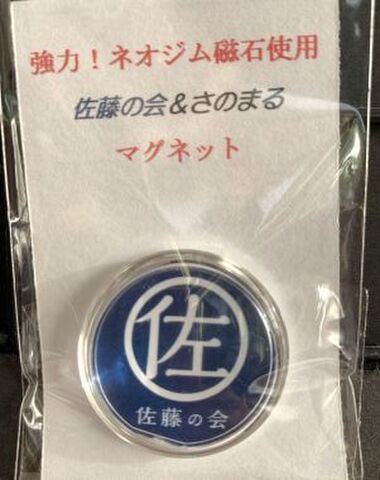 強力！ネオジム磁石使用
佐藤の会＆さのまる
マグネット
佐
佐藤の会